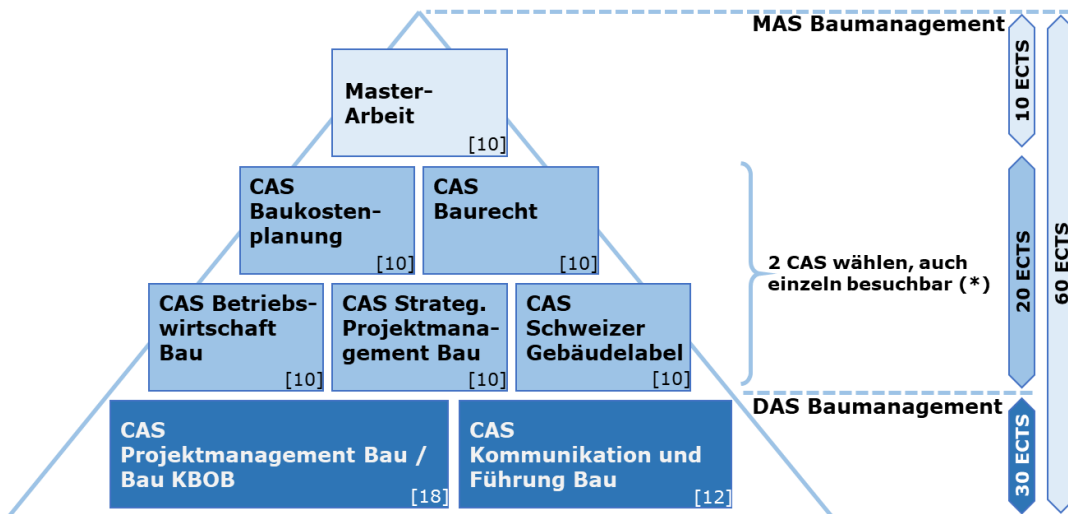 MAS Baumanagement
Master-
Arbeit
[10]
10 ECTS
CAS
Baukosten-
planung
[10]
CAS
Baurecht
[10]
2 CAS wählen, auch
einzeln besuchbar (*)
20 ECTS
60 ECTS
CAS Betriebs-
wirtschaft
Bau
[10]
CAS Strateg.
Projektma-
nagement Bau
[10]
CAS
Schweizer
Gebäudelabel
[10]
DAS Baumanagement
CAS
Projektmanagement Bau /
Bau KBOB
[18]
CAS
Kommunikation und
Führung Bau
[12]
30 ECTS